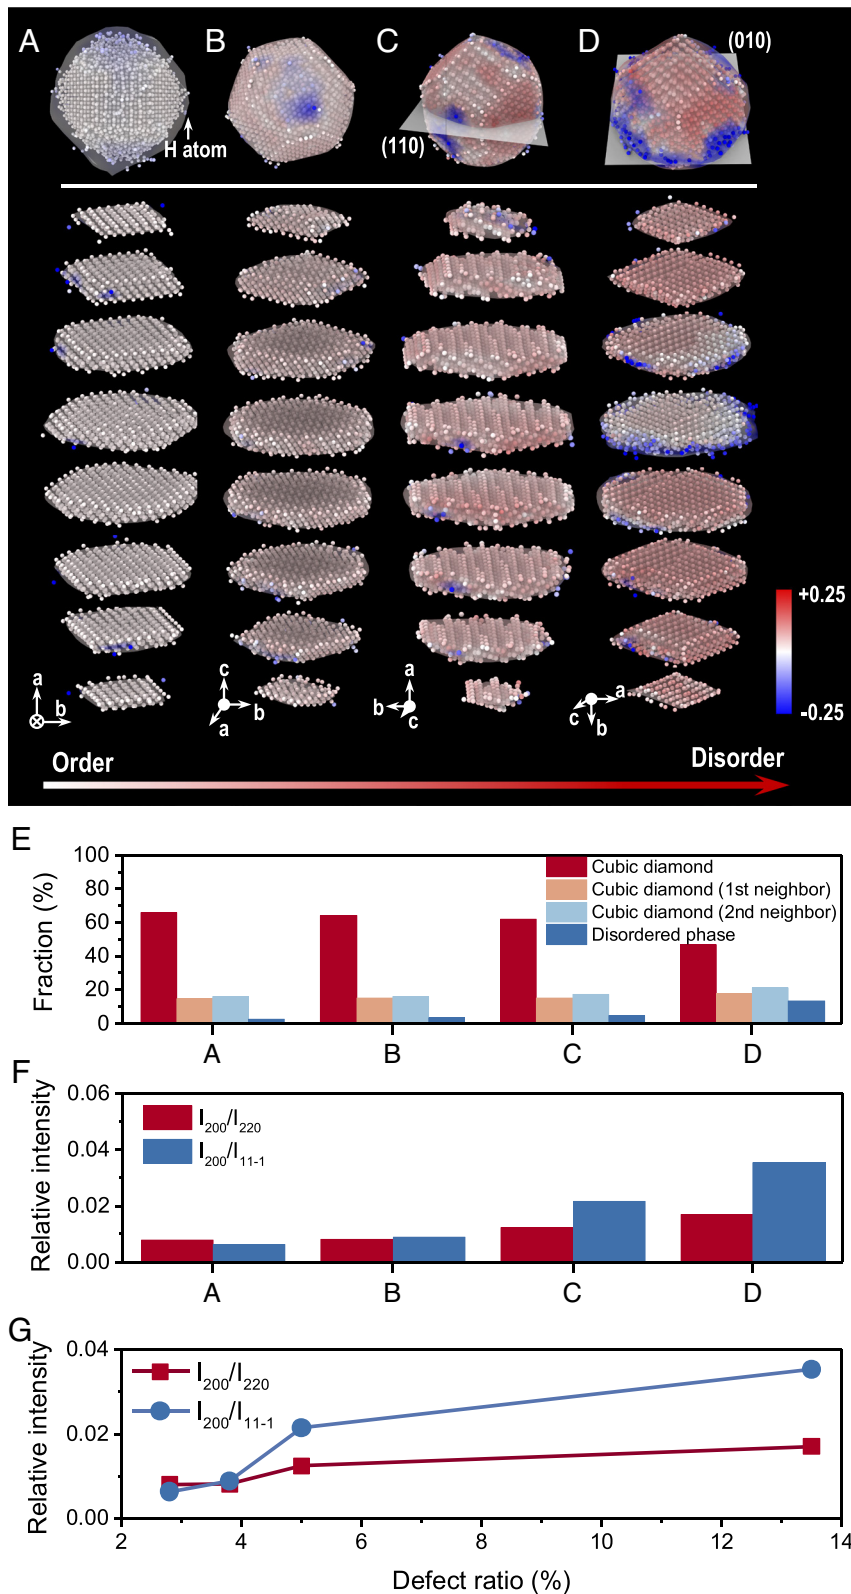 A B C D
(010)
(110)
H atom
+0.25
-0.25
a
b
c
b
a
a
b
c
a
c
b
Order
Disorder
E
Fraction (%)
100
80
60
40
20
0
Cubic diamond
Cubic diamond (1st neighbor)
Cubic diamond (2nd neighbor)
Disordered phase
A B C D
F
Relative intensity
0.06
0.04
0.02
0.00
I200/I220
I200/I11-1
A B C D
G
Relative intensity
0.04
0.02
0.00
I200/I220
I200/I11-1
2 4 6 8 10 12 14
Defect ratio (%)